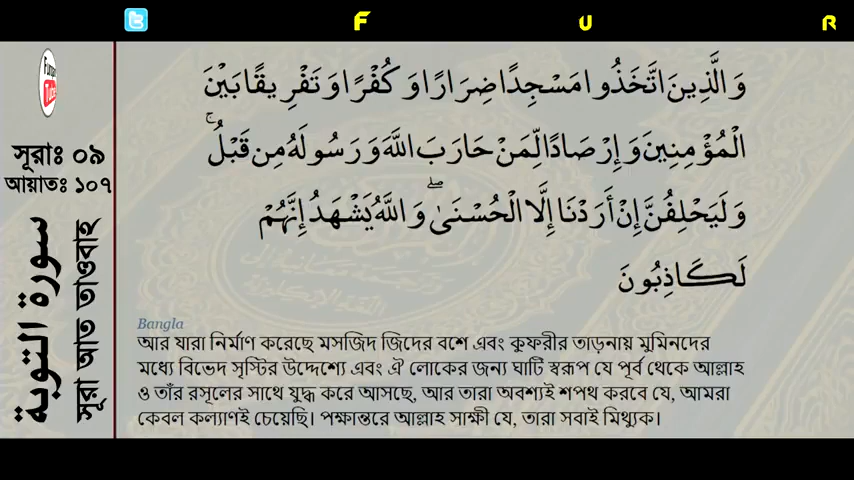 F U R
সূরাঃ ০৯
আয়াতঃ ১০৭
سورة التوبة
সূরা আত তাওবাহ
وَالَّذِينَ اتَّخَذُوا مَسْجِدًا ضِرَارًا وَكُفْرًا وَتَفْرِيقًا بَيْنَ
الْمُؤْمِنِينَ وَإِرْصَادًا لِّمَنْ حَارَبَ اللَّهَ وَرَسُولَهُ مِن قَبْلُ ۚ
وَلَيَحْلِفُنَّ إِنْ أَرَدْنَا إِلَّا الْحُسْنَىٰ ۖ وَاللَّهُ يَشْهَدُ إِنَّهُمْ
لَكَاذِبُونَ
Bangla
আর যারা নির্মাণ করেছে মসজিদ জিদের বশে এবং কুফরীর তাড়নায় মুমিনদের
মধ্যে বিভেদ সৃস্টির উদ্দেশ্যে এবং ঐ লোকের জন্য ঘাটি স্বরূপ যে পূর্ব থেকে আল্লাহ
ও তাঁর রসূলের সাথে যুদ্ধ করে আসছে, আর তারা অবশ্যই শপথ করবে যে, আমরা
কেবল কল্যাণই চেয়েছি। পক্ষান্তরে আল্লাহ সাক্ষী যে, তারা সবাই মিথ্যুক।